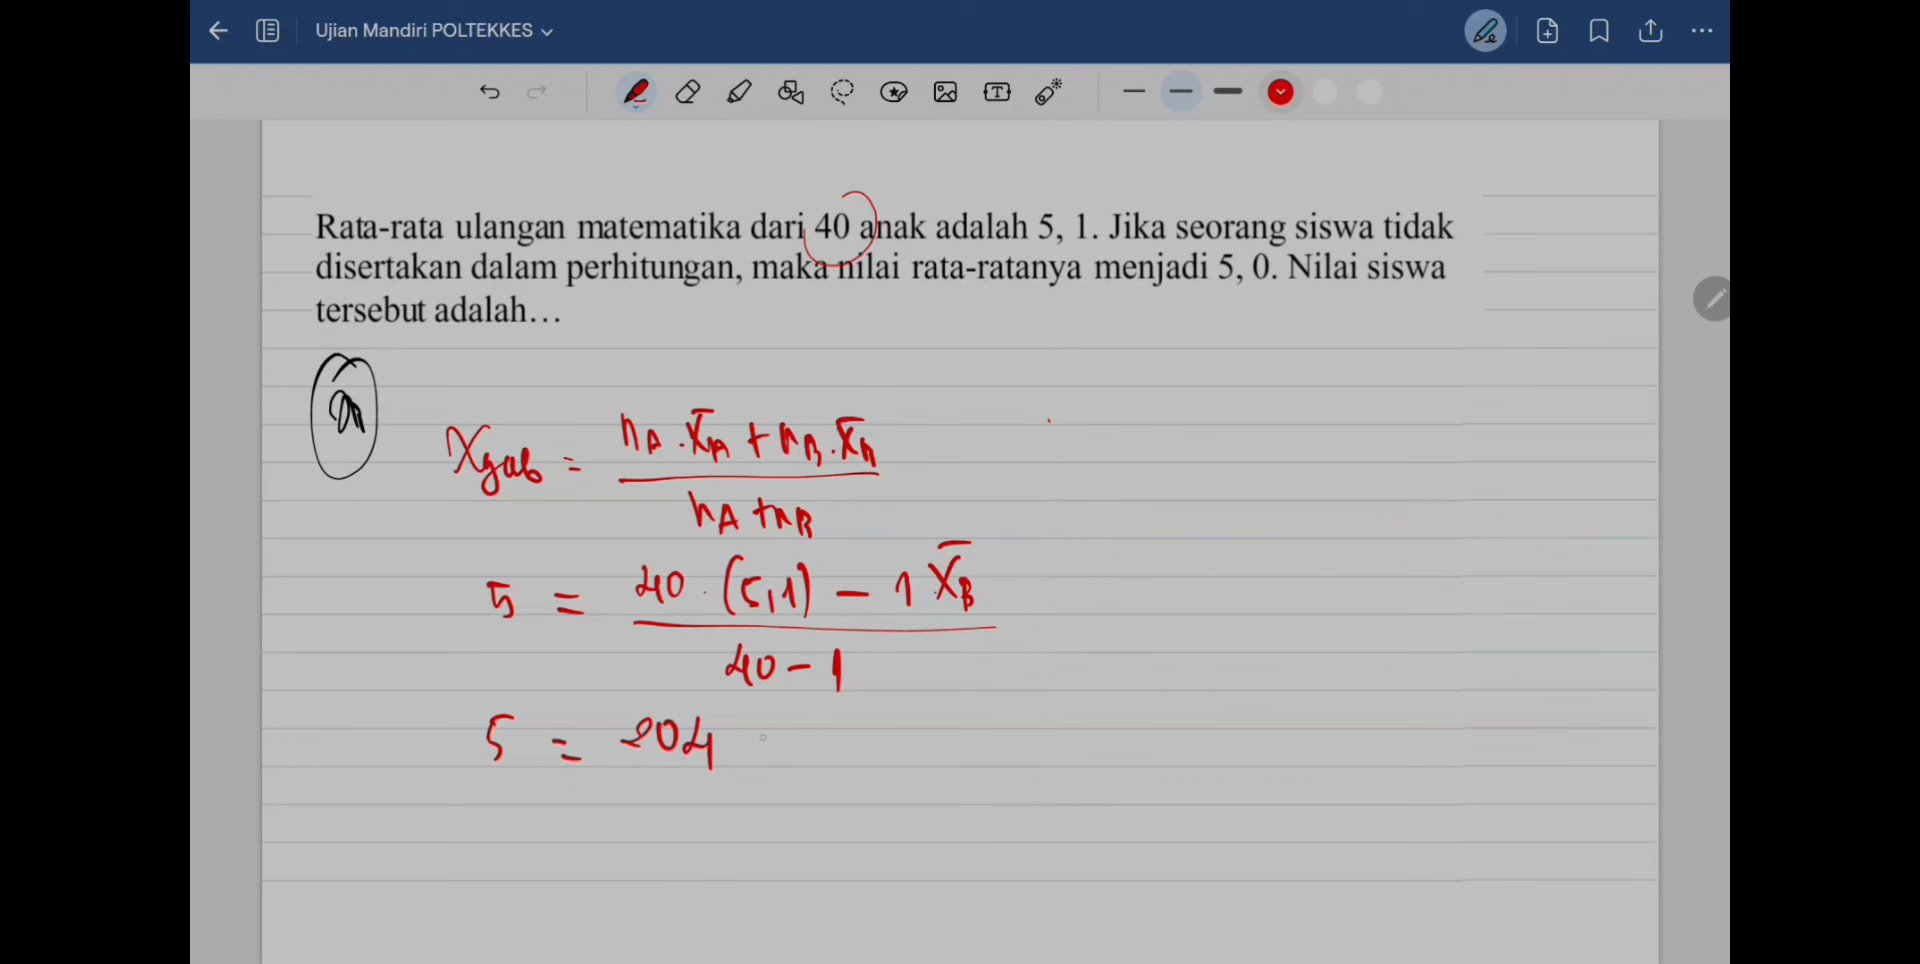 Ujian Mandiri POLTEKKES
Rata-rata ulangan matematika dari 40 anak adalah 5, 1. Jika seorang siswa tidak
disertakan dalam perhitungan, maka nilai rata-ratanya menjadi 5, 0. Nilai siswa
tersebut adalah…
Xgab = nA . X̄A + nB . X̄B
nA + nB
5 = 40 . (5,1) − 1 . X̄B
40 − 1
5 = 204